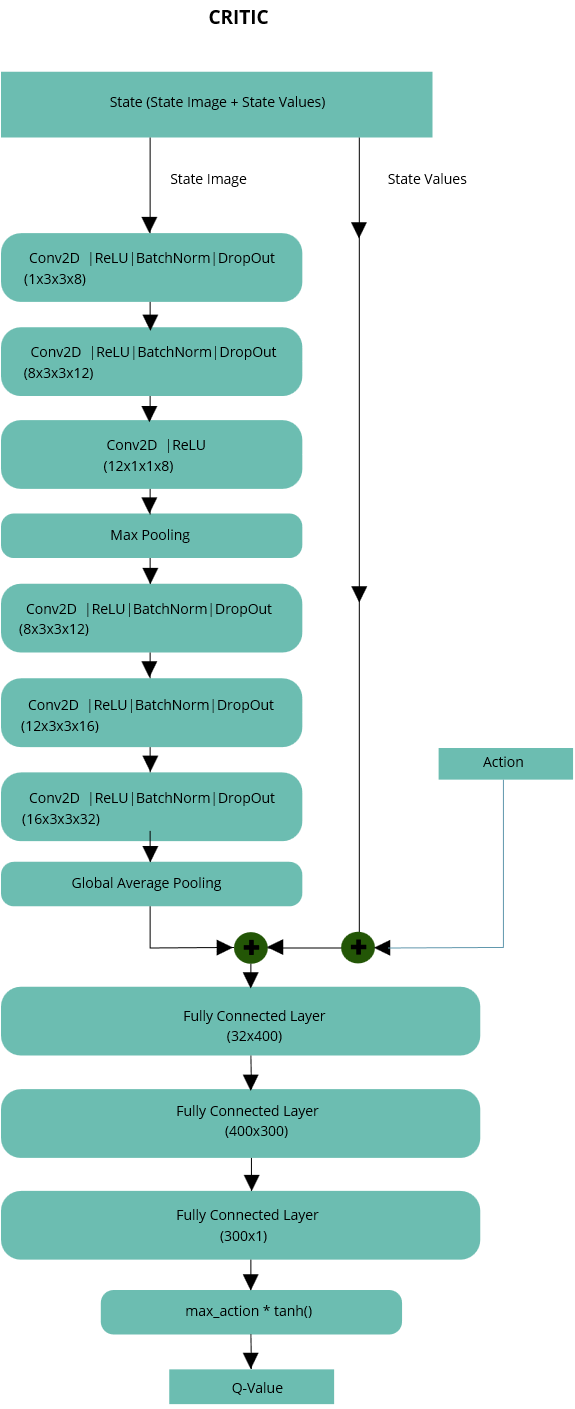 CRITIC
State (State Image + State Values)
State Image
State Values
Conv2D |ReLU|BatchNorm|DropOut
(1x3x3x8)
Conv2D |ReLU|BatchNorm|DropOut
(8x3x3x12)
Conv2D |ReLU
(12x1x1x8)
Max Pooling
Conv2D |ReLU|BatchNorm|DropOut
(8x3x3x12)
Conv2D |ReLU|BatchNorm|DropOut
(12x3x3x16)
Action
Conv2D |ReLU|BatchNorm|DropOut
(16x3x3x32)
Global Average Pooling
Fully Connected Layer
(32x400)
Fully Connected Layer
(400x300)
Fully Connected Layer
(300x1)
max_action * tanh()
Q-Value